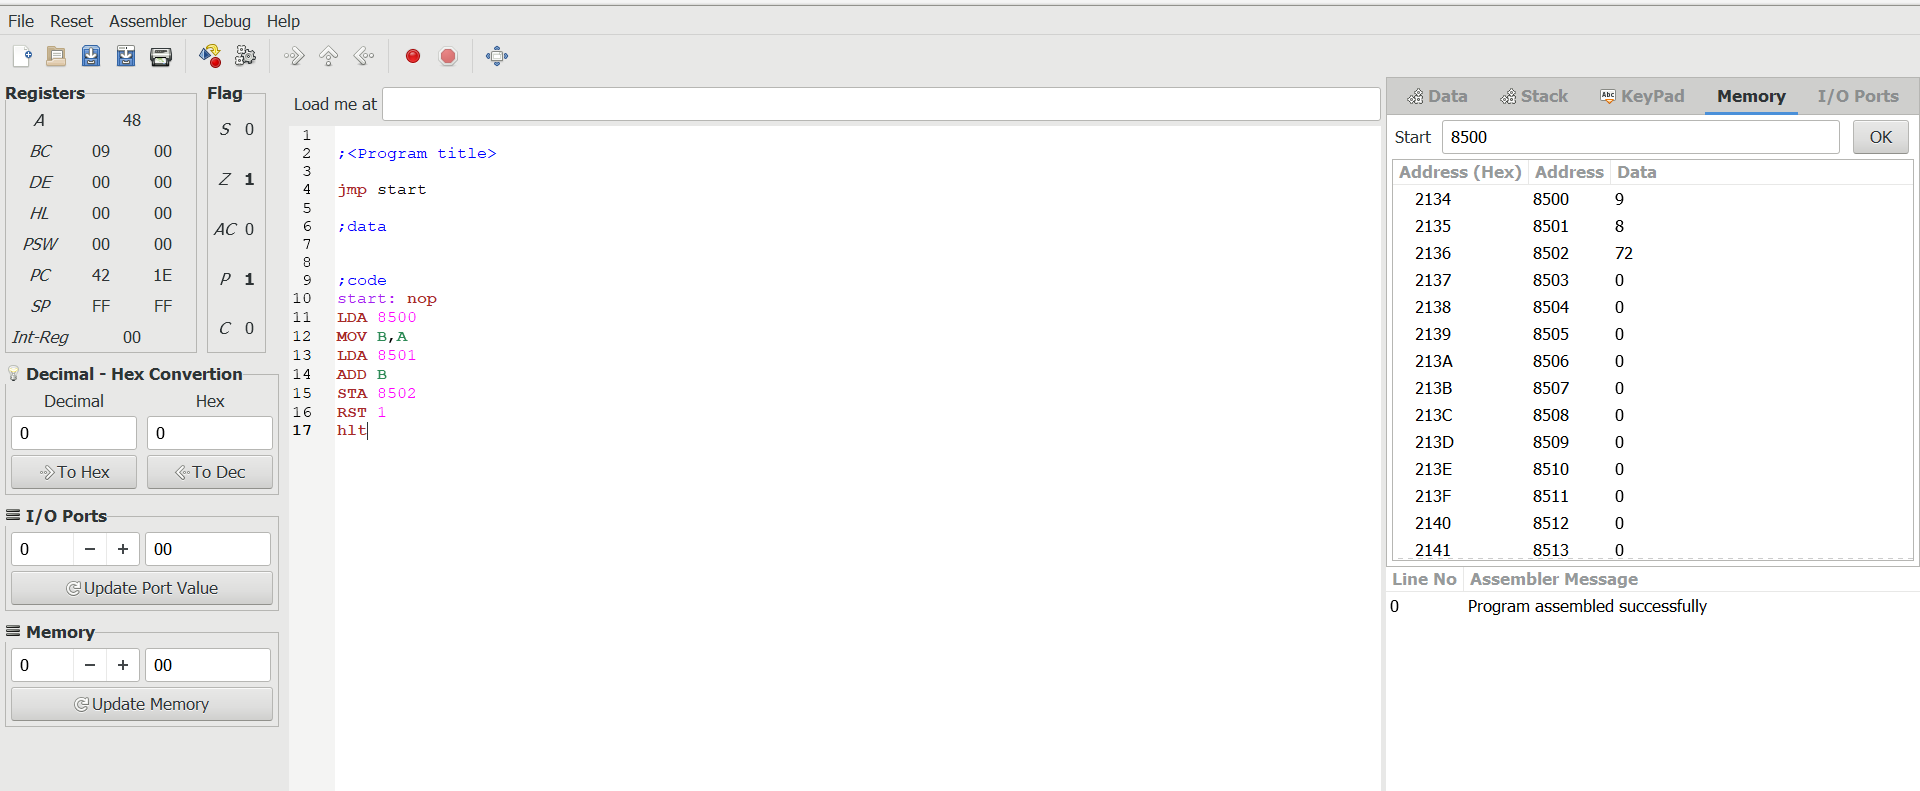 File Reset Assembler Debug Help
Registers
A 48
BC 09 00
DE 00 00
HL 00 00
PSW 00 00
PC 42 1E
SP FF FF
Int-Reg 00
Flag
S 0
Z 1
AC 0
P 1
C 0
Decimal - Hex Convertion
Decimal Hex
0 0
To Hex To Dec
I/O Ports
0 − + 00
Update Port Value
Memory
0 − + 00
Update Memory
Load me at
1
2 ;<Program title>
3
4 jmp start
5
6 ;data
7
8
9 ;code
10 start: nop
11 LDA 8500
12 MOV B,A
13 LDA 8501
14 ADD B
15 STA 8502
16 RST 1
17 hlt
Data Stack Abc KeyPad Memory I/O Ports
Start 8500 OK
Address (Hex) Address Data
2134 8500 9
2135 8501 8
2136 8502 72
2137 8503 0
2138 8504 0
2139 8505 0
213A 8506 0
213B 8507 0
213C 8508 0
213D 8509 0
213E 8510 0
213F 8511 0
2140 8512 0
2141 8513 0
Line No Assembler Message
0 Program assembled successfully